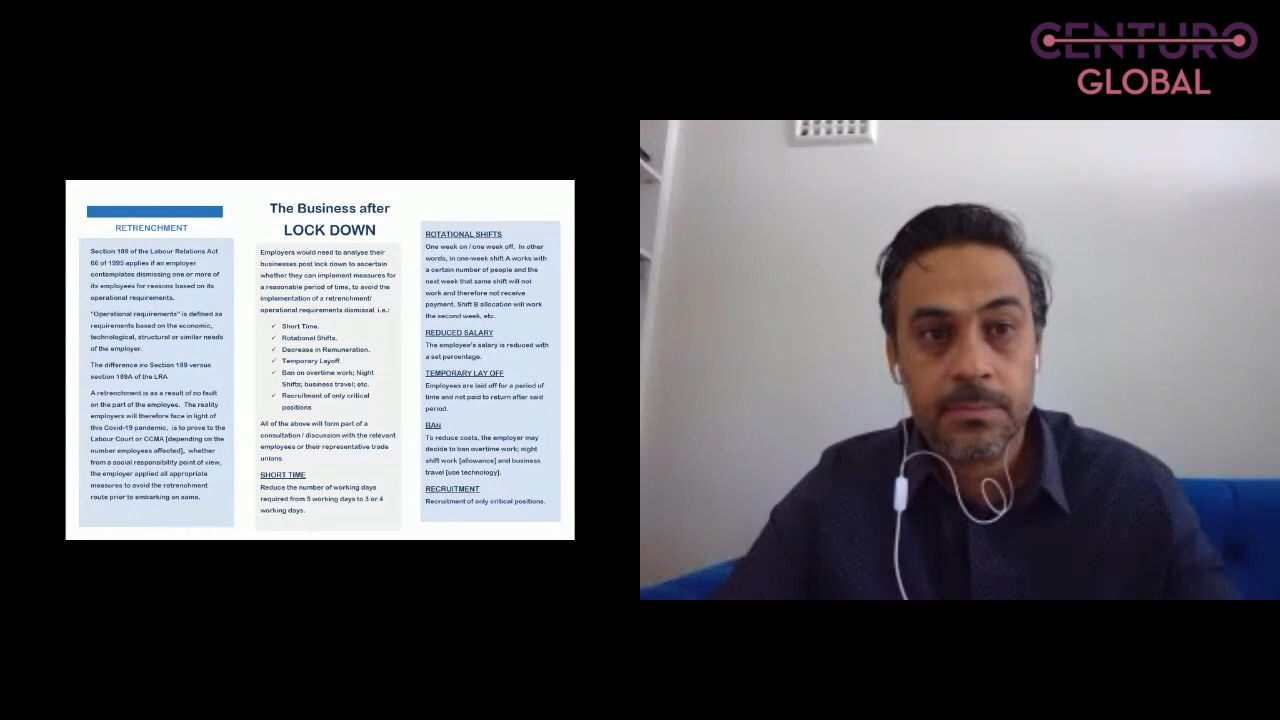 CENTURO
GLOBAL
RETRENCHMENT
Section 189 of the Labour Relations Act
66 of 1995 applies if an employer
contemplates dismissing one or more of
its employees for reasons based on its
operational requirements.
"Operational requirements" is defined as
requirements based on the economic,
technological, structural or similar needs
of the employer.
The difference iro Section 189 versus
section 189A of the LRA
A retrenchment is as a result of no fault
on the part of the employee. The reality
employers will therefore face in light of
this Covid-19 pandemic, is to prove to the
Labour Court or CCMA [depending on the
number employees affected], whether
from a social responsibility point of view,
the employer applied all appropriate
measures to avoid the retrenchment
route prior to embarking on same.
The Business after
LOCK DOWN
Employers would need to analyse their
businesses post lock down to ascertain
whether they can implement measures for
a reasonable period of time, to avoid the
implementation of a retrenchment/
operational requirements dismissal i.e.:
✓ Short Time.
✓ Rotational Shifts.
✓ Decrease in Remuneration.
✓ Temporary Layoff.
✓ Ban on overtime work; Night
Shifts; business travel; etc.
✓ Recruitment of only critical
positions
All of the above will form part of a
consultation / discussion with the relevant
employees or their representative trade
unions.
SHORT TIME
Reduce the number of working days
required from 5 working days to 3 or 4
working days.
ROTATIONAL SHIFTS
One week on / one week off. In other
words, in one-week shift A works with
a certain number of people and the
next week that same shift will not
work and therefore not receive
payment. Shift B allocation will work
the second week, etc.
REDUCED SALARY
The employee's salary is reduced with
a set percentage.
TEMPORARY LAY OFF
Employees are laid off for a period of
time and not paid to return after said
period.
BAN
To reduce costs, the employer may
decide to ban overtime work; night
shift work [allowance] and business
travel [use technology].
RECRUITMENT
Recruitment of only critical positions.